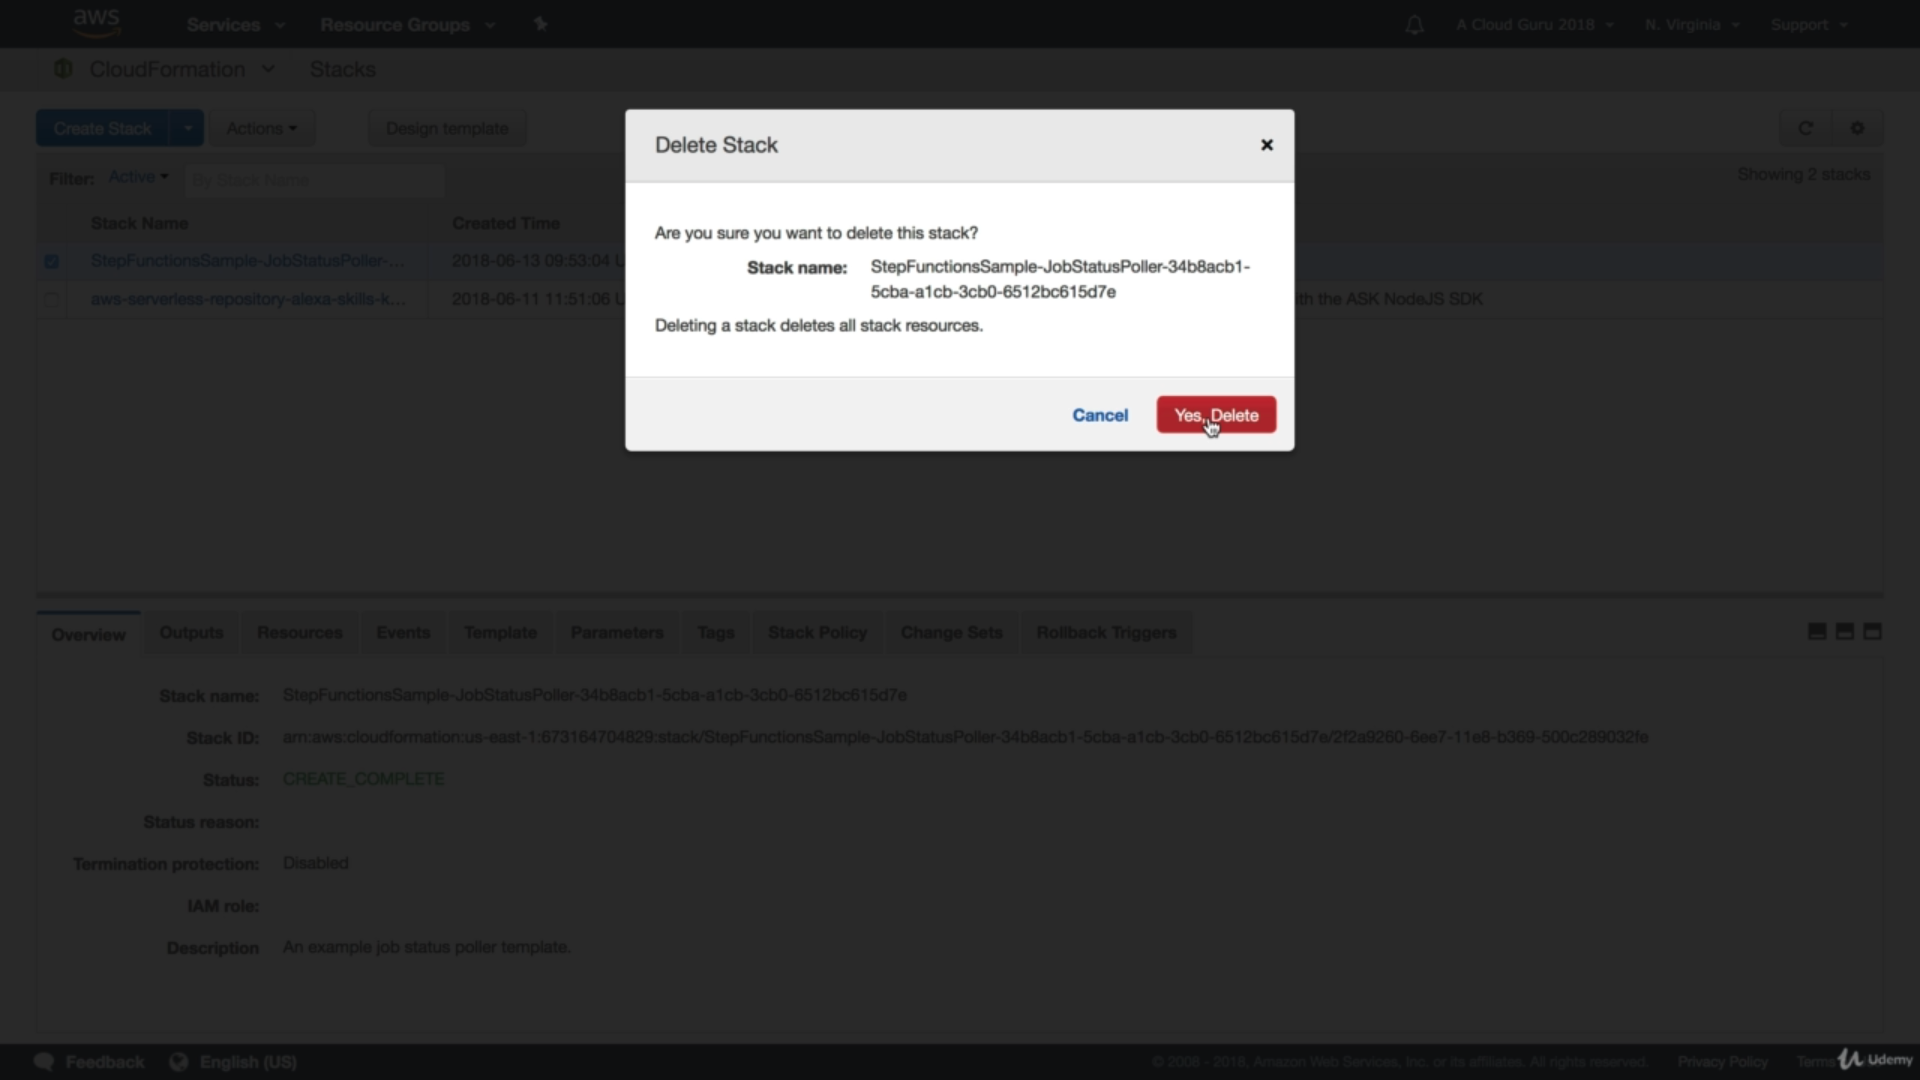 aws Services Resource Groups A Cloud Guru 2018 N. Virginia Support
CloudFormation Stacks
Create Stack Actions Design template
Filter: Active By Stack Name Showing 2 stacks
Stack Name Created Time
StepFunctionsSample-JobStatusPoller-... 2018-06-13 09:53:04 U
aws-serverless-repository-alexa-skills-k... 2018-06-11 11:51:06 U ith the ASK NodeJS SDK
Delete Stack
Are you sure you want to delete this stack?
Stack name: StepFunctionsSample-JobStatusPoller-34b8acb1-
5cba-a1cb-3cb0-6512bc615d7e
Deleting a stack deletes all stack resources.
Cancel Yes, Delete
Overview Outputs Resources Events Template Parameters Tags Stack Policy Change Sets Rollback Triggers
Stack name: StepFunctionsSample-JobStatusPoller-34b8acb1-5cba-a1cb-3cb0-6512bc615d7e
Stack ID: arn:aws:cloudformation:us-east-1:673164704829:stack/StepFunctionsSample-JobStatusPoller-34b8acb1-5cba-a1cb-3cb0-6512bc615d7e/2f2a9260-6ee7-11e8-b369-500c289032fe
Status: CREATE_COMPLETE
Status reason:
Termination protection: Disabled
IAM role:
Description An example job status poller template.
Feedback English (US) © 2008 - 2018, Amazon Web Services, Inc. or its affiliates. All rights reserved. Privacy Policy Terms Udemy